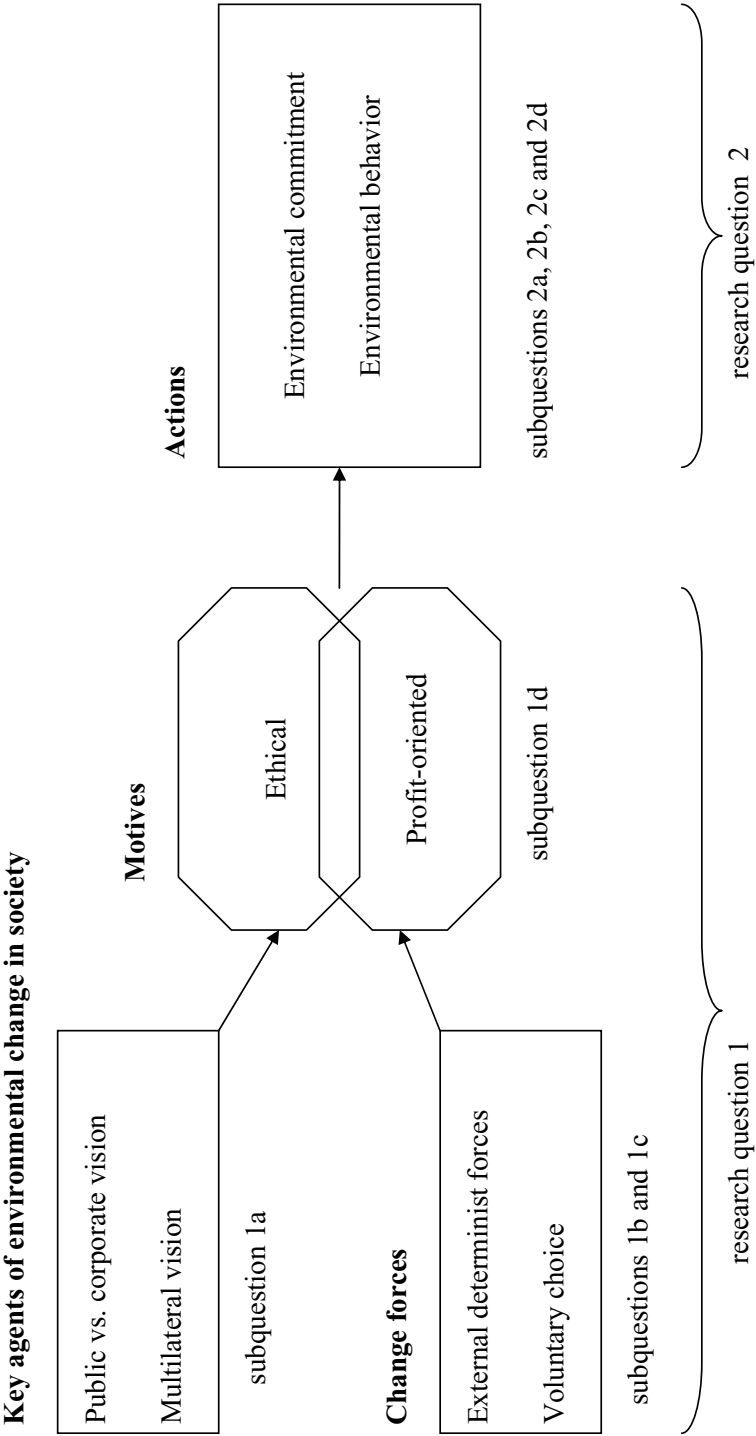 Key agents of environmental change in society
Public vs. corporate vision
Multilateral vision
subquestion 1a
Change forces
External determinist forces
Voluntary choice
subquestions 1b and 1c
Motives
Ethical
Profit-oriented
subquestion 1d
research question 1
Actions
Environmental commitment
Environmental behavior
subquestions 2a, 2b, 2c and 2d
research question 2